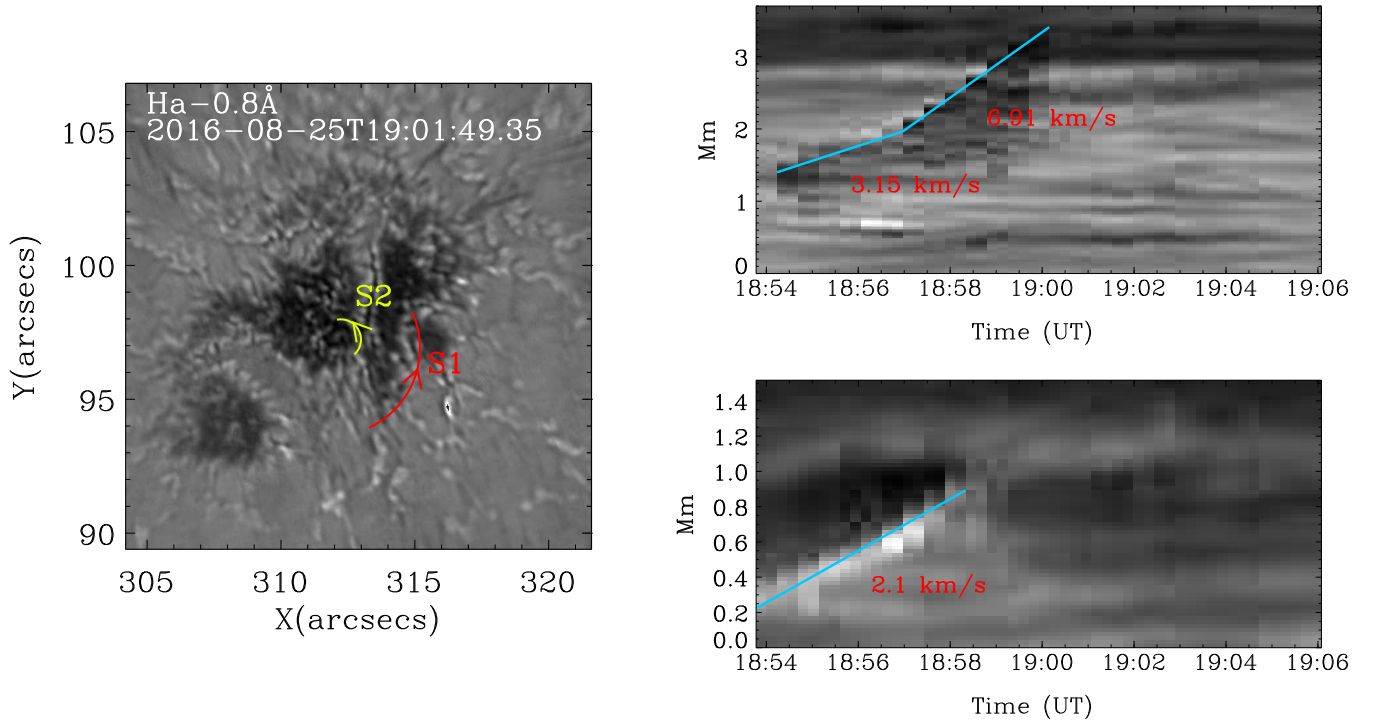 Ha-0.8Å
2016-08-25T19:01:49.35
105
100
95
90
Y(arcsecs)
S2
S1
305 310 315 320
X(arcsecs)
3
2
1
0
Mm
6.91 km/s
3.15 km/s
18:54 18:56 18:58 19:00 19:02 19:04 19:06
Time (UT)
1.4
1.2
1.0
0.8
0.6
0.4
0.2
0.0
Mm
2.1 km/s
18:54 18:56 18:58 19:00 19:02 19:04 19:06
Time (UT)